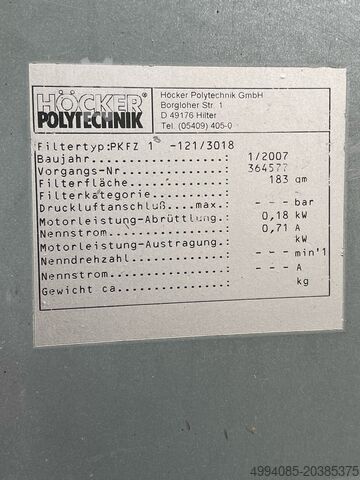 HÖCKER®
POLYTECHNIK
Höcker Polytechnik GmbH
Borgloher Str. 1
D 49176 Hilter
Tel. (05409) 405-0
Filtertyp:PKFZ 1 -121/3018
Baujahr..................: 1/2007
Vorgangs-Nr..............: 364577
Filterfläche.............: 183 qm
Filterkategorie..........: - - -
Druckluftanschluß.max....: - - - bar
Motorleistung-Abrüttlung.: 0,18 kW
Nennstrom................: 0,71 A
Motorleistung-Austragung.: kW
Nenndrehzahl.............: - - - min'1
Nennstrom................: - - - A
Gewicht ca...............: kg
4994085-20385375